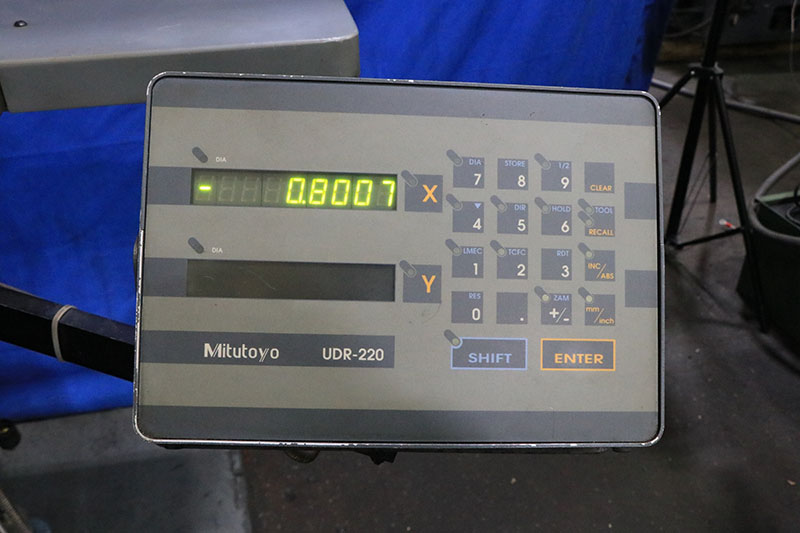 DIA
- 0.8007 X
DIA
Y
Mitutoyo UDR-220
DIA STORE 1/2
7 8 9 CLEAR
▼ DIR HOLD TOOL
4 5 6 RECALL
LMEC TCFC RDT INC/ABS
1 2 3
RES ZAM mm/inch
0 . +/-
SHIFT ENTER